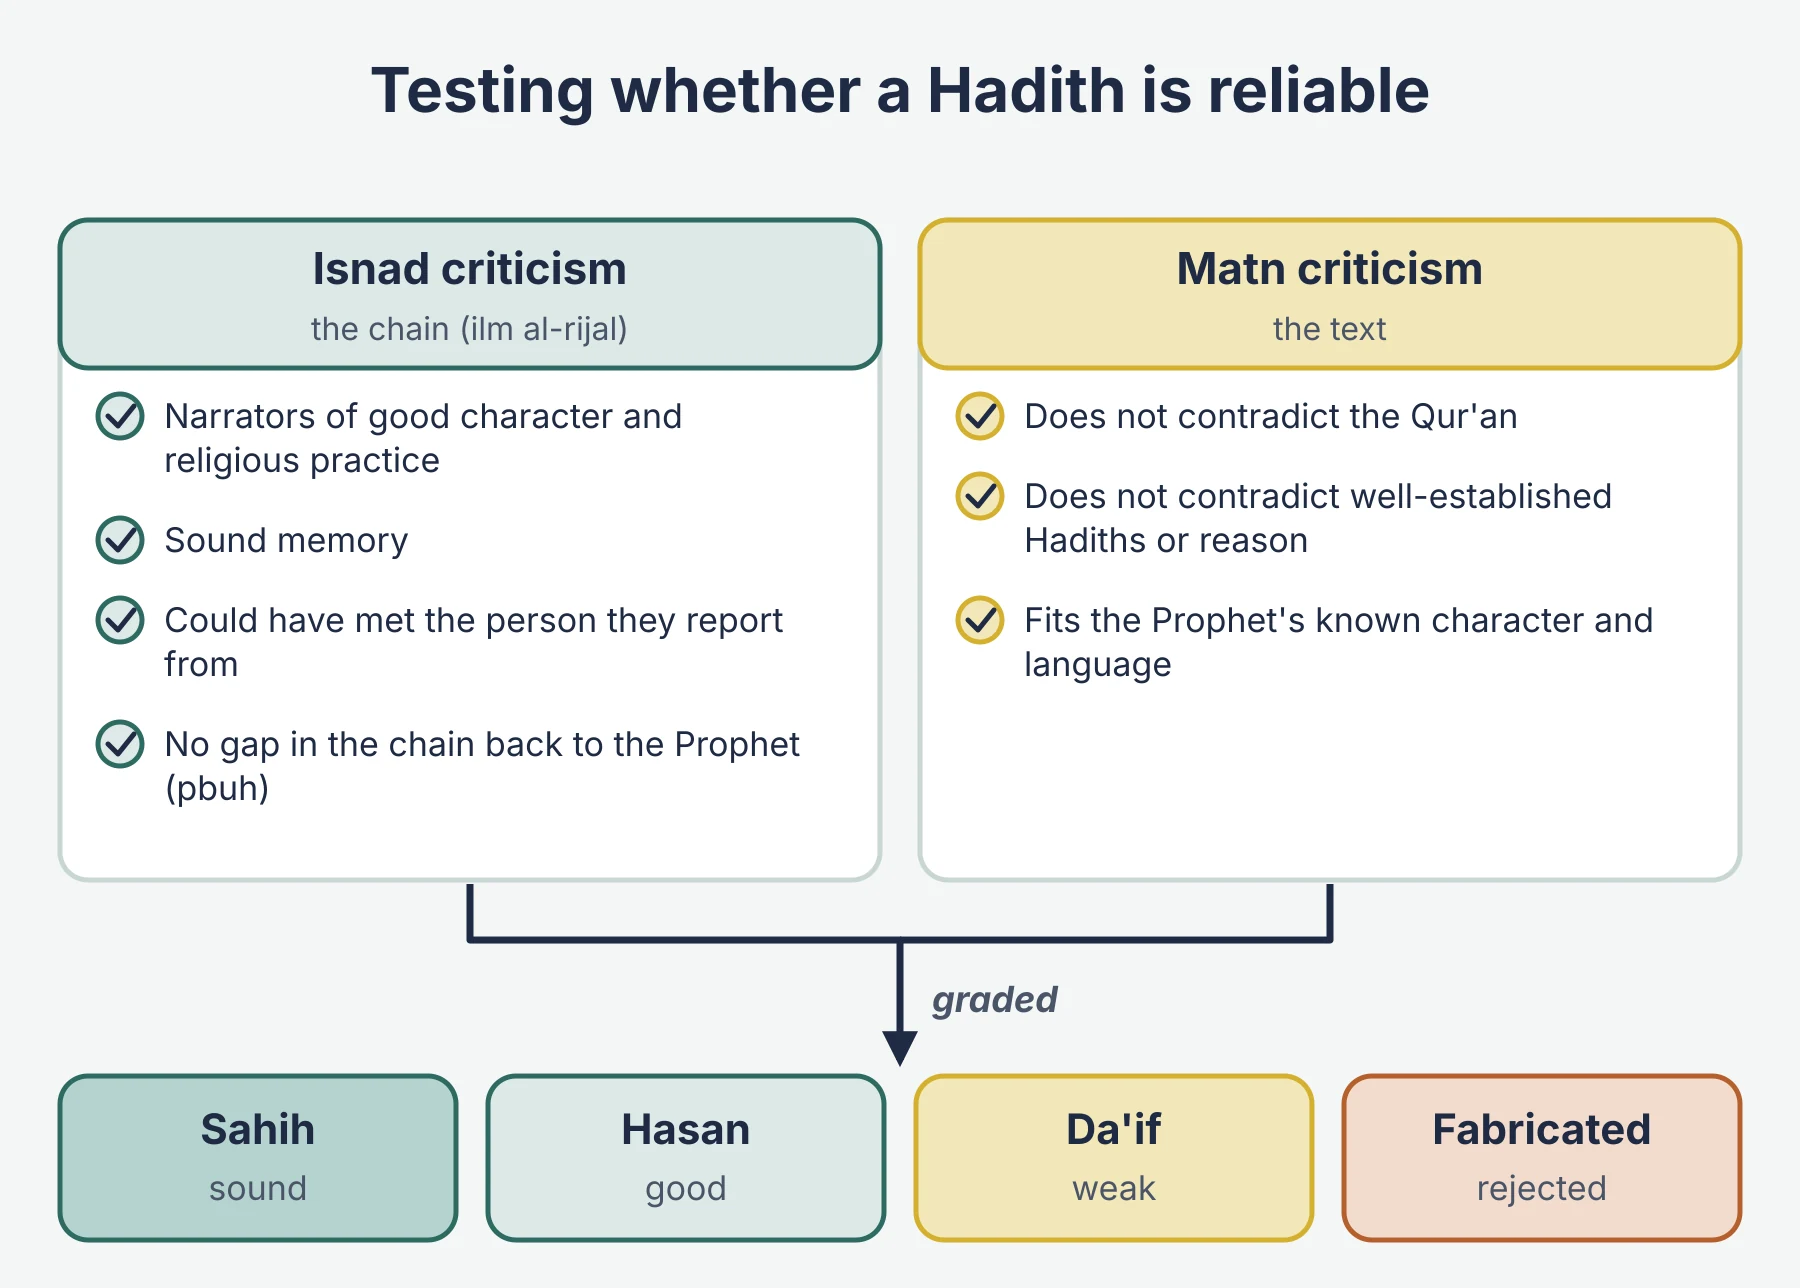 Testing whether a Hadith is reliable
Isnad criticism
the chain (ilm al-rijal)
Narrators of good character and
religious practice
Sound memory
Could have met the person they report
from
No gap in the chain back to the Prophet
(pbuh)
Matn criticism
the text
Does not contradict the Qur'an
Does not contradict well-established
Hadiths or reason
Fits the Prophet's known character and
language
graded
Sahih
sound
Hasan
good
Da'if
weak
Fabricated
rejected